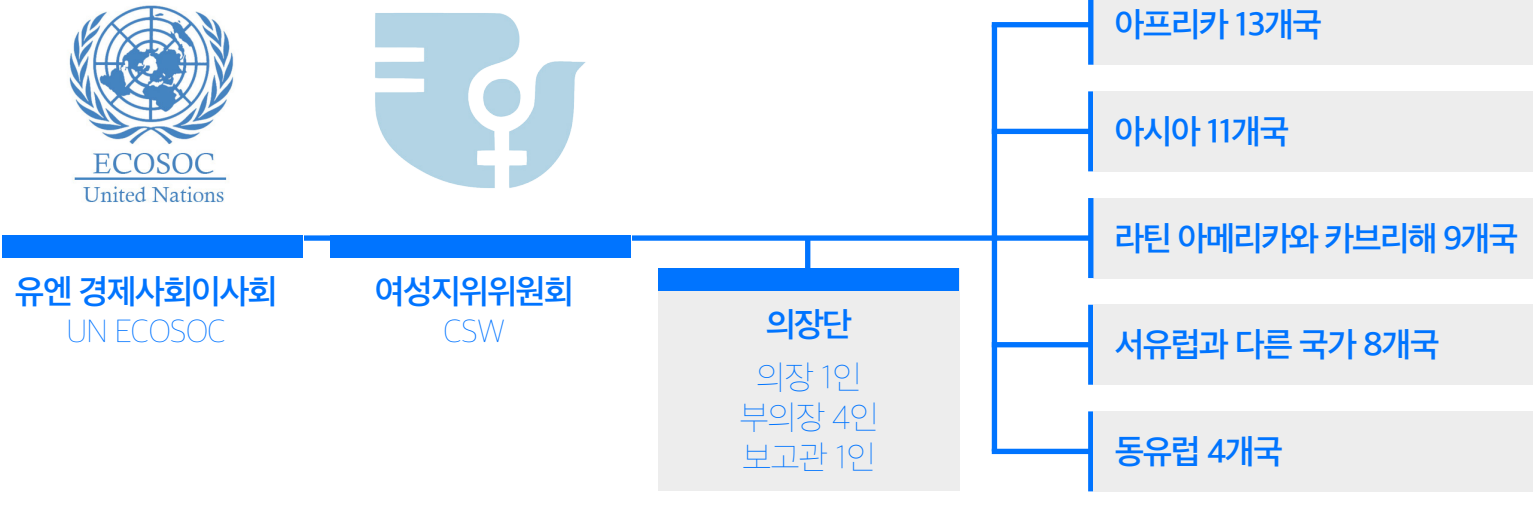 ECOSOC
United Nations
유엔 경제사회이사회
UN ECOSOC
여성지위위원회
CSW
의장단
의장 1인
부의장 4인
보고관 1인
아프리카 13개국
아시아 11개국
라틴 아메리카와 카브리해 9개국
서유럽과 다른 국가 8개국
동유럽 4개국